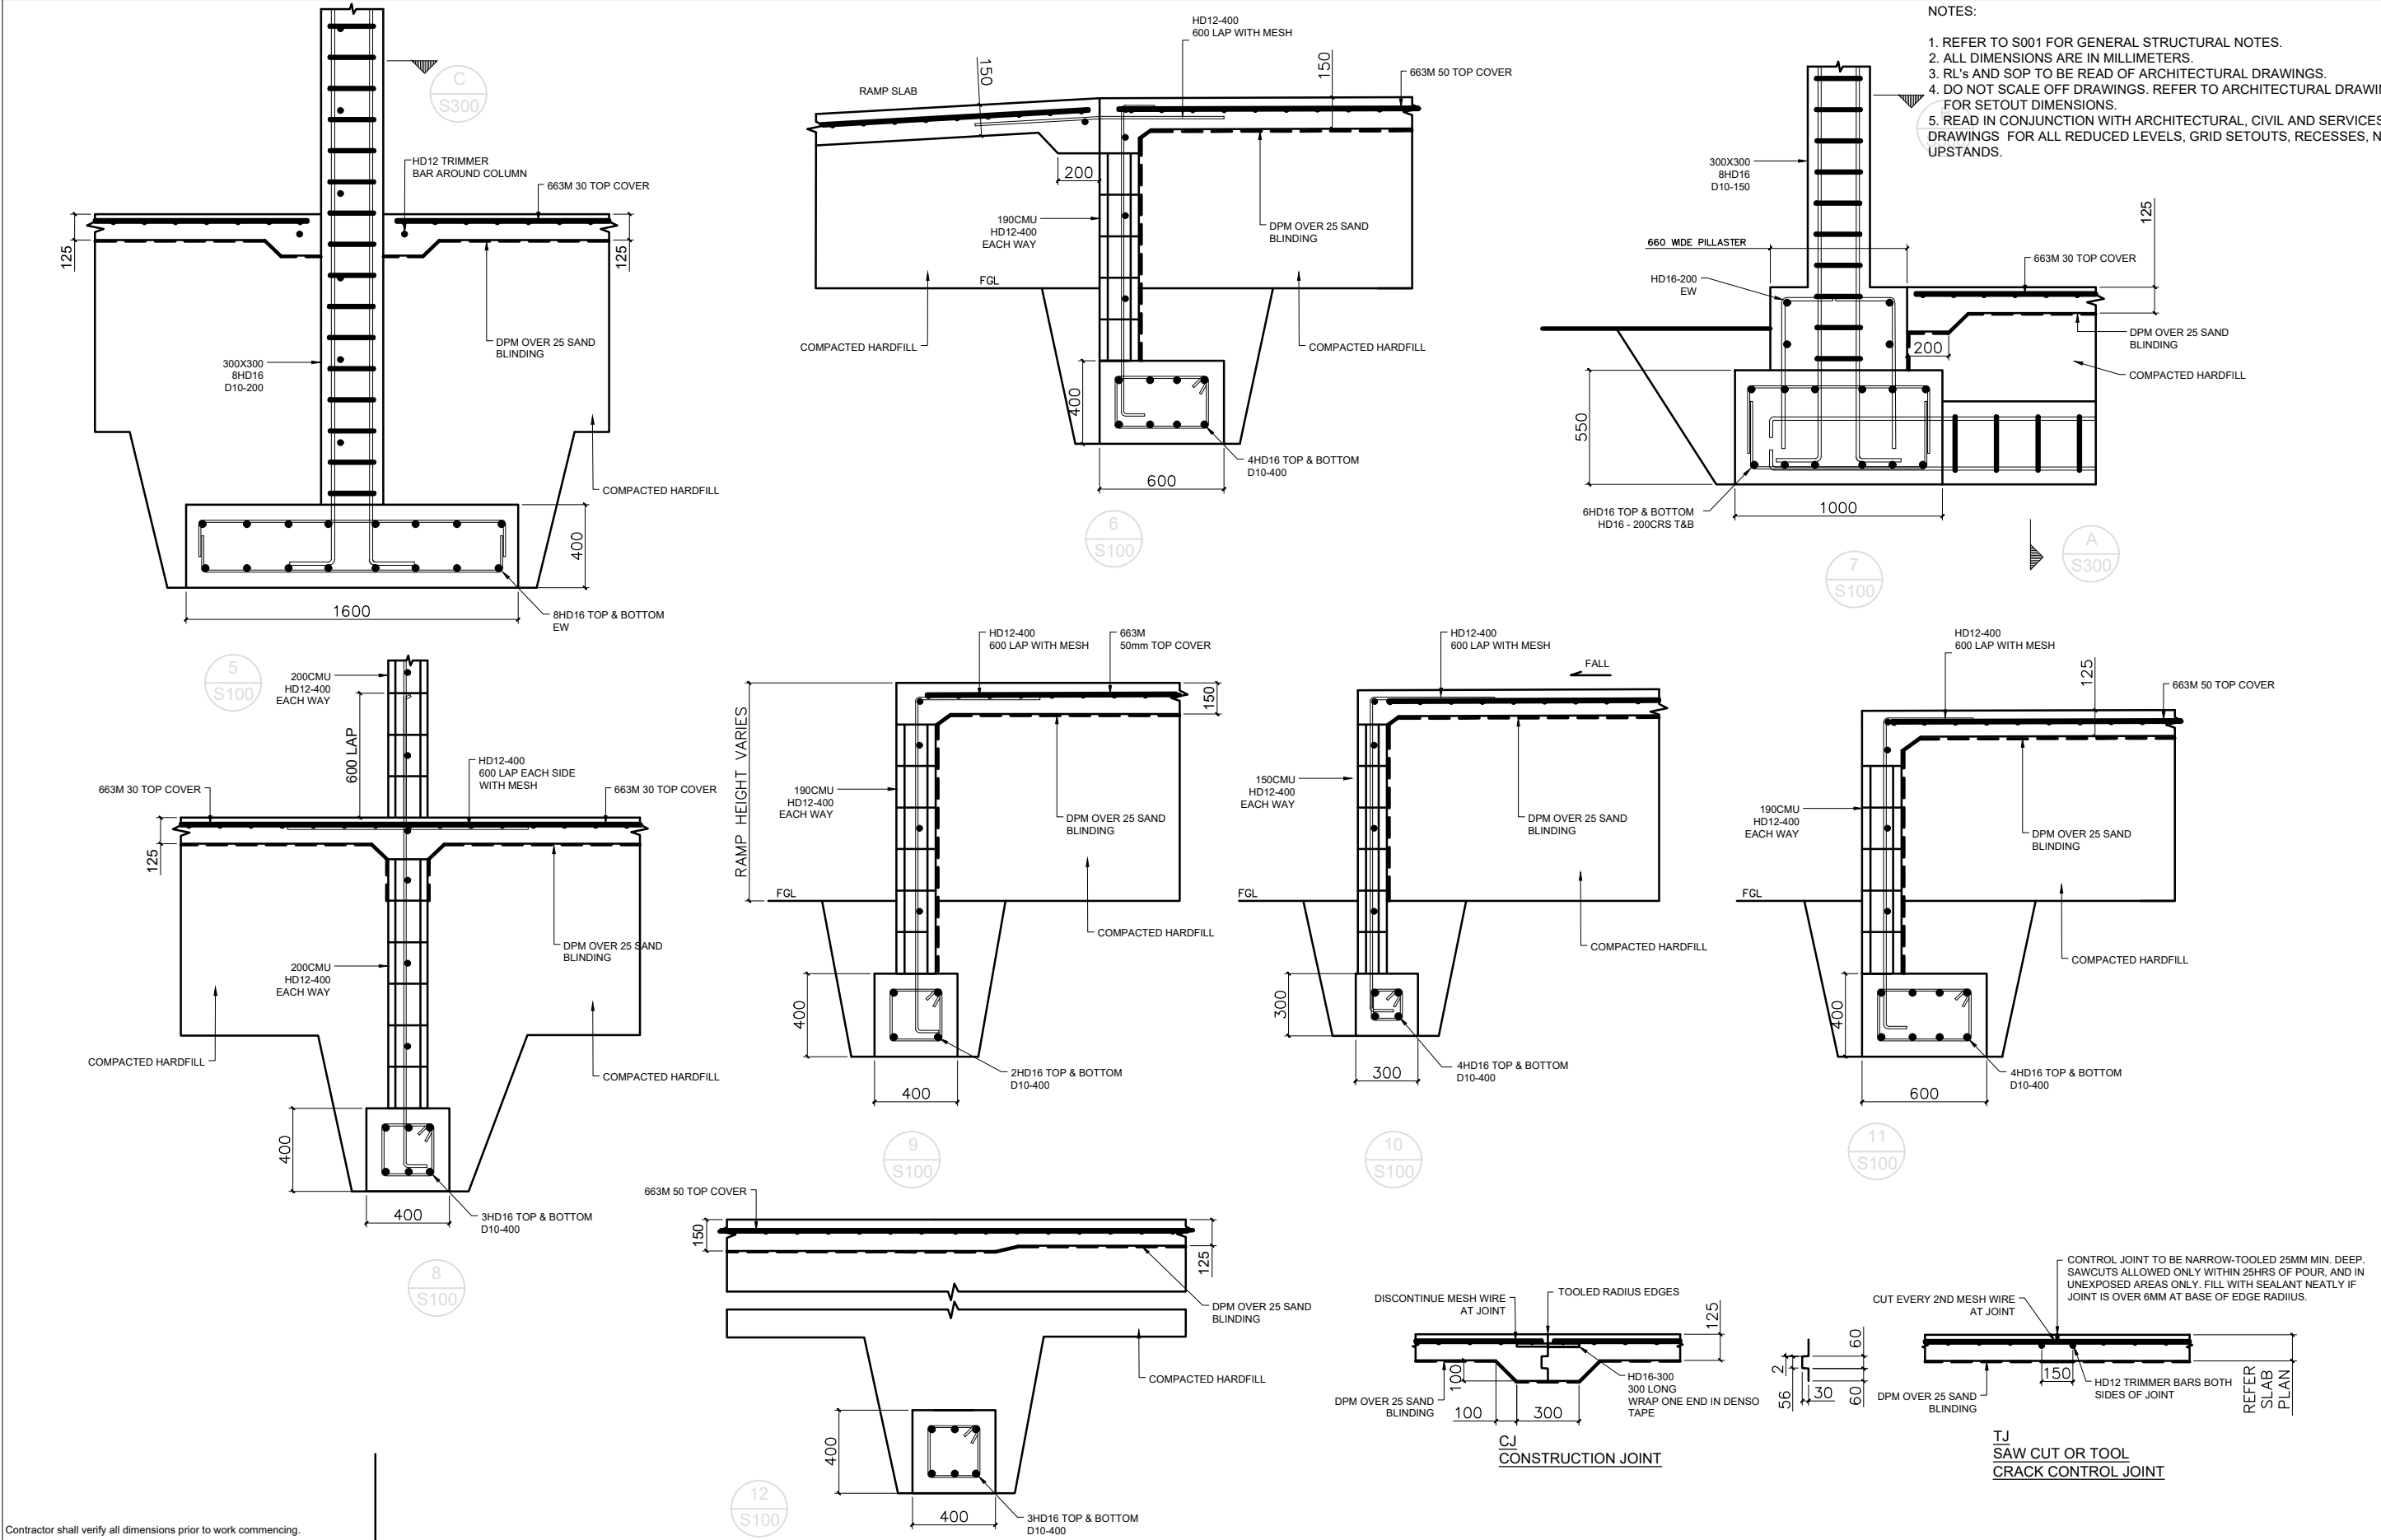 NOTES:
1. REFER TO S001 FOR GENERAL STRUCTURAL NOTES.
2. ALL DIMENSIONS ARE IN MILLIMETERS.
3. RL's AND SOP TO BE READ OF ARCHITECTURAL DRAWINGS.
4. DO NOT SCALE OFF DRAWINGS. REFER TO ARCHITECTURAL
FOR SETOUT DIMENSIONS.
5. READ IN CONJUNCTION WITH ARCHITECTURAL, CIVIL AND SERVICES
DRAWINGS FOR ALL REDUCED LEVELS, GRID SETOUTS, RECESSES,
UPSTANDS.
C
S300
HD12 TRIMMER
BAR AROUND COLUMN
663M 30 TOP COVER
125
125
DPM OVER 25 SAND
BLINDING
300X300
8HD16
D10-200
COMPACTED HARDFILL
400
1600
8HD16 TOP & BOTTOM
EW
5
S100
HD12-400
600 LAP WITH MESH
150
150
663M 50 TOP COVER
RAMP SLAB
200
190CMU
HD12-400
EACH WAY
DPM OVER 25 SAND
BLINDING
FGL
COMPACTED HARDFILL
COMPACTED HARDFILL
400
4HD16 TOP & BOTTOM
D10-400
600
6
S100
300X300
8HD16
D10-150
125
660 WIDE PILLASTER
663M 30 TOP COVER
HD16-200
EW
DPM OVER 25 SAND
BLINDING
200
COMPACTED HARDFILL
550
6HD16 TOP & BOTTOM
HD16 - 200CRS T&B
1000
7
S100
A
S300
200CMU
HD12-400
EACH WAY
600 LAP
HD12-400
600 LAP EACH SIDE
WITH MESH
663M 30 TOP COVER
663M 30 TOP COVER
125
DPM OVER 25 SAND
BLINDING
200CMU
HD12-400
EACH WAY
COMPACTED HARDFILL
COMPACTED HARDFILL
400
400
3HD16 TOP & BOTTOM
D10-400
8
S100
HD12-400
600 LAP WITH MESH
663M
50mm TOP COVER
150
RAMP HEIGHT VARIES
190CMU
HD12-400
EACH WAY
DPM OVER 25 SAND
BLINDING
FGL
COMPACTED HARDFILL
400
2HD16 TOP & BOTTOM
D10-400
400
9
S100
HD12-400
600 LAP WITH MESH
FALL
150CMU
HD12-400
EACH WAY
DPM OVER 25 SAND
BLINDING
FGL
COMPACTED HARDFILL
300
4HD16 TOP & BOTTOM
D10-400
300
10
S100
HD12-400
600 LAP WITH MESH
125
663M 50 TOP COVER
190CMU
HD12-400
EACH WAY
DPM OVER 25 SAND
BLINDING
FGL
COMPACTED HARDFILL
400
4HD16 TOP & BOTTOM
D10-400
600
11
S100
663M 50 TOP COVER
150
125
DPM OVER 25 SAND
BLINDING
COMPACTED HARDFILL
400
400
3HD16 TOP & BOTTOM
D10-400
12
S100
DISCONTINUE MESH WIRE
AT JOINT
TOOLED RADIUS EDGES
125
100
DPM OVER 25 SAND
BLINDING
100
300
HD16-300
300 LONG
WRAP ONE END IN DENSO
TAPE
CJ
CONSTRUCTION JOINT
2
56
30
60
60
CONTROL JOINT TO BE NARROW-TOOLED 25MM MIN. DEEP.
SAWCUTS ALLOWED ONLY WITHIN 25HRS OF POUR, AND IN
UNEXPOSED AREAS ONLY. FILL WITH SEALANT NEATLY IF
JOINT IS OVER 6MM AT BASE OF EDGE RADIIUS.
CUT EVERY 2ND MESH WIRE
AT JOINT
150
DPM OVER 25 SAND
BLINDING
HD12 TRIMMER BARS BOTH
SIDES OF JOINT
REFER
SLAB
PLAN
TJ
SAW CUT OR TOOL
CRACK CONTROL JOINT
Contractor shall verify all dimensions prior to work commencing.